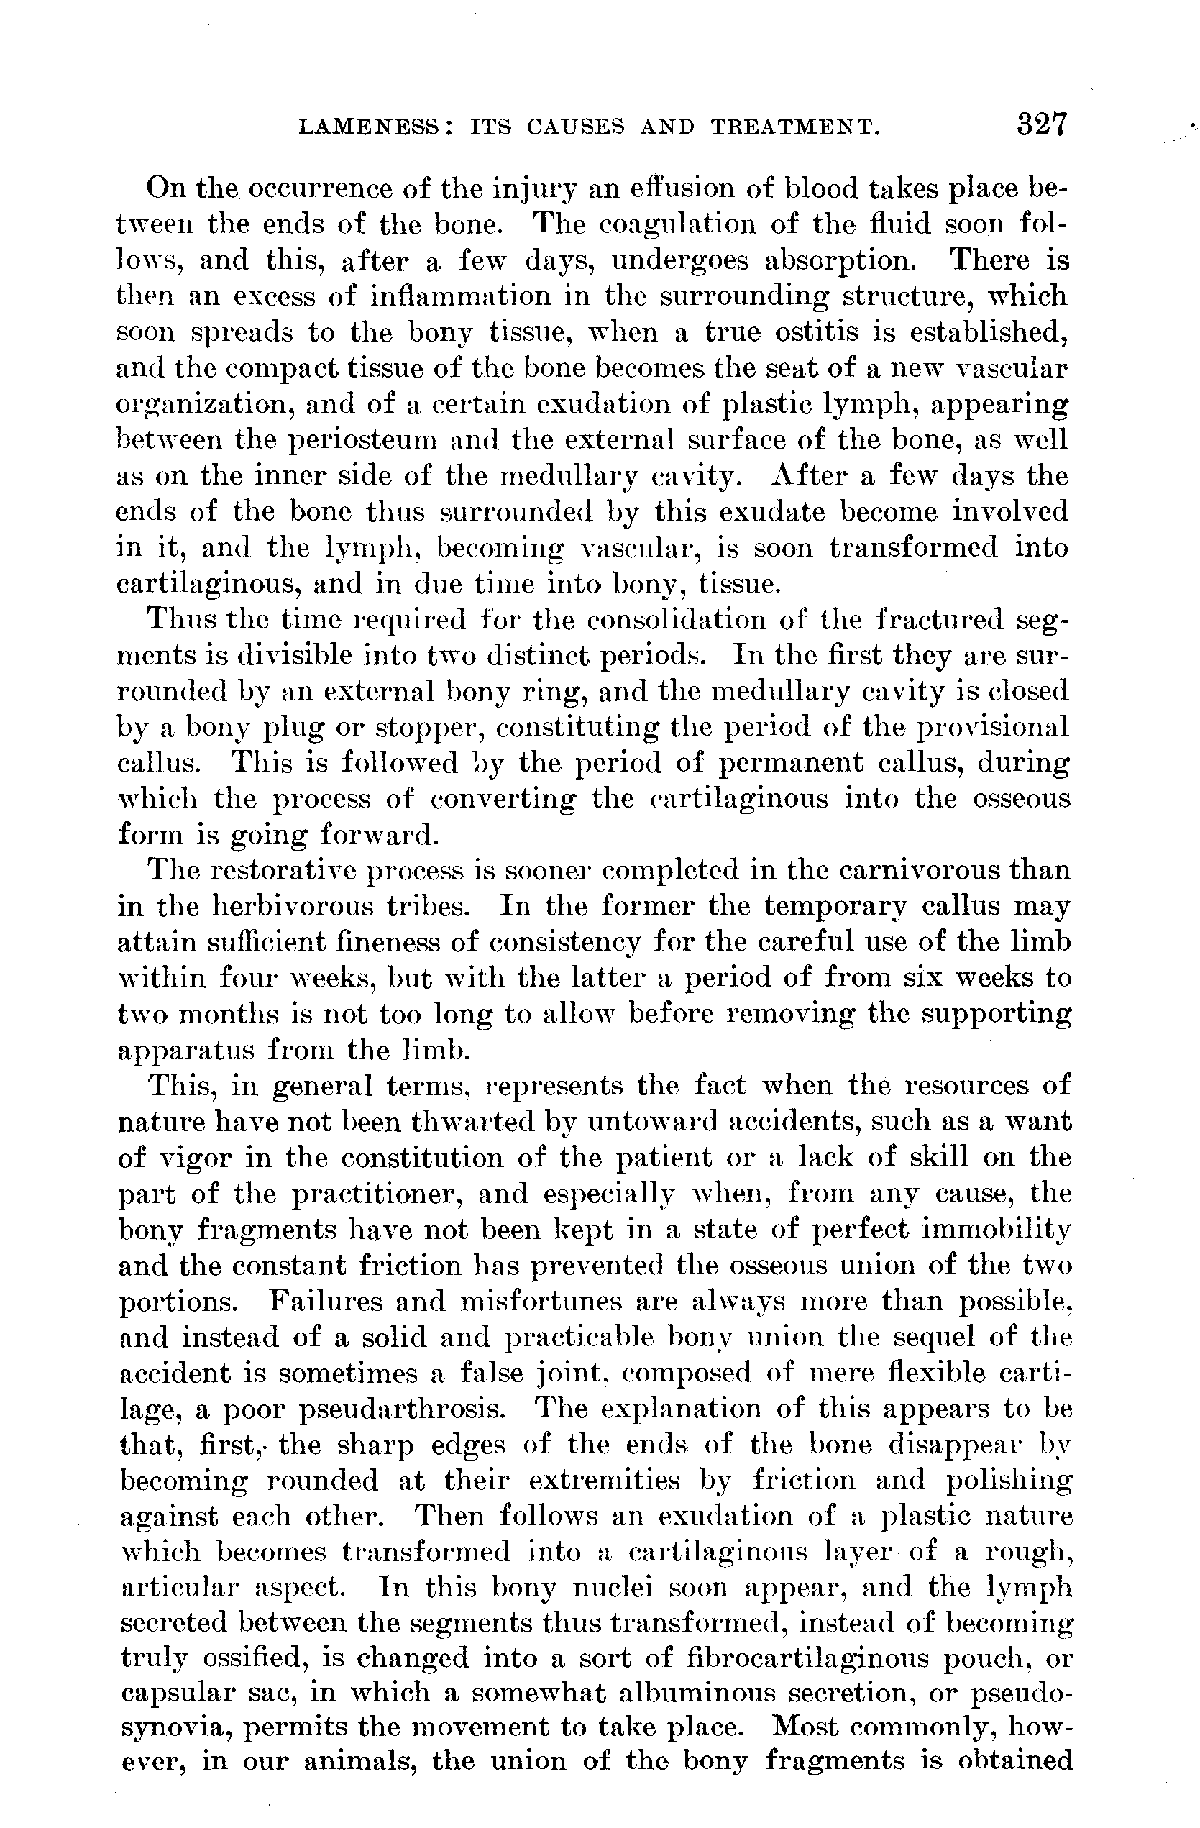 LAMENESS: ITS CAUSES AND TREATMENT. 327
On the occurrence of the injury an effusion of blood takes place be-
tween the ends of the bone. The coagulation of the fluid soon fol-
lows, and this, after a few days, undergoes absorption. There is
then an excess of inflammation in the surrounding structure, which
soon spreads to the bony tissue, when a true ostitis is established,
and the compact tissue of the bone becomes the seat of a new vascular
organization, and of a certain exudation of plastic lymph, appearing
between the periosteum and the external surface of the bone, as well
as on the inner side of the medullary cavity. After a few days the
ends of the bone thus surrounded by this exudate become involved
in it, and the lymph, becoming vascular, is soon transformed into
cartilaginous, and in due time into bony, tissue.
Thus the time required for the consolidation of the fractured seg-
ments is divisible into two distinct periods. In the first they are sur-
rounded by an external bony ring, and the medullary cavity is closed
by a bony plug or stopper, constituting the period of the provisional
callus. This is followed by the period of permanent callus, during
which the process of converting the cartilaginous into the osseous
form is going forward.
The restorative process is sooner completed in the carnivorous than
in the herbivorous tribes. In the former the temporary callus may
attain sufficient fineness of consistency for the careful use of the limb
within four weeks, but with the latter a period of from six weeks to
two months is not too long to allow before removing the supporting
apparatus from the limb.
This, in general terms, represents the fact when the resources of
nature have not been thwarted by untoward accidents, such as a want
of vigor in the constitution of the patient or a lack of skill on the
part of the practitioner, and especially when, from any cause, the
bony fragments have not been kept in a state of perfect immobility
and the constant friction has prevented the osseous union of the two
portions. Failures and misfortunes are always more than possible,
and instead of a solid and practicable bony union the sequel of the
accident is sometimes a false joint, composed of mere flexible carti-
lage, a poor pseudarthrosis. The explanation of this appears to be
that, first, the sharp edges of the ends of the bone disappear by
becoming rounded at their extremities by friction and polishing
against each other. Then follows an exudation of a plastic nature
which becomes transformed into a cartilaginous layer of a rough,
articular aspect. In this bony nuclei soon appear, and the lymph
secreted between the segments thus transformed, instead of becoming
truly ossified, is changed into a sort of fibrocartilaginous pouch, or
capsular sac, in which a somewhat albuminous secretion, or pseudo-
synovia, permits the movement to take place. Most commonly, how-
ever, in our animals, the union of the bony fragments is obtained